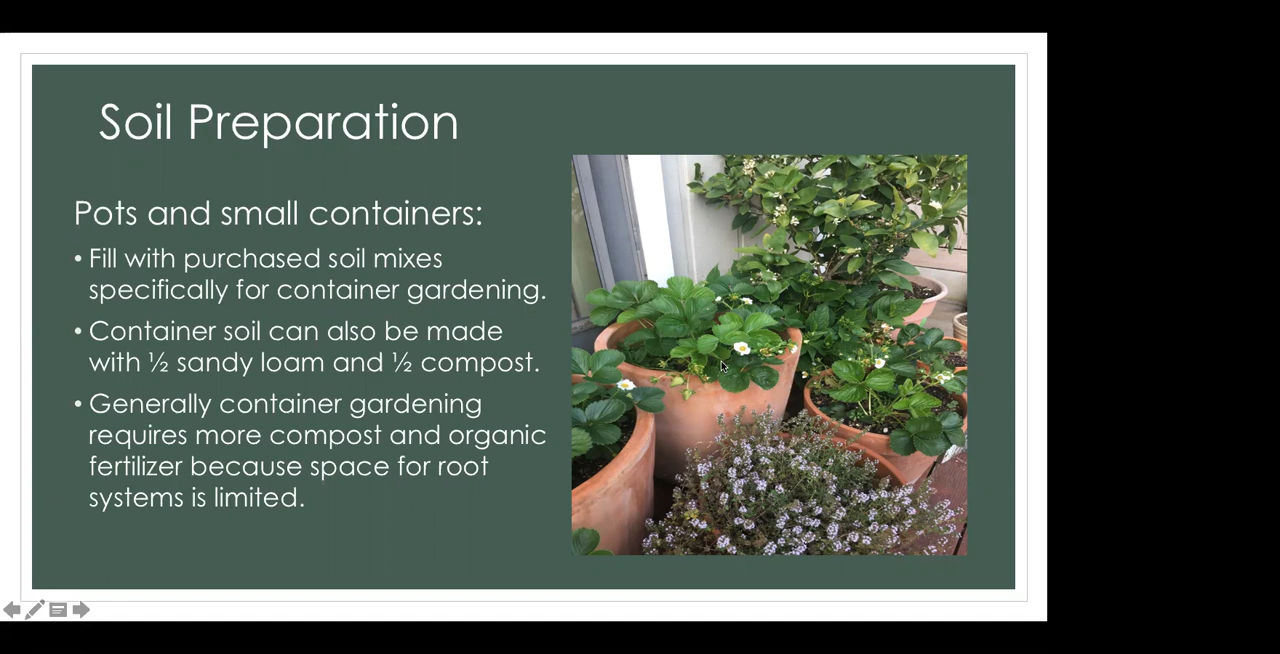 Soil Preparation
Pots and small containers:
• Fill with purchased soil mixes
specifically for container gardening.
• Container soil can also be made
with ½ sandy loam and ½ compost.
• Generally container gardening
requires more compost and organic
fertilizer because space for root
systems is limited.